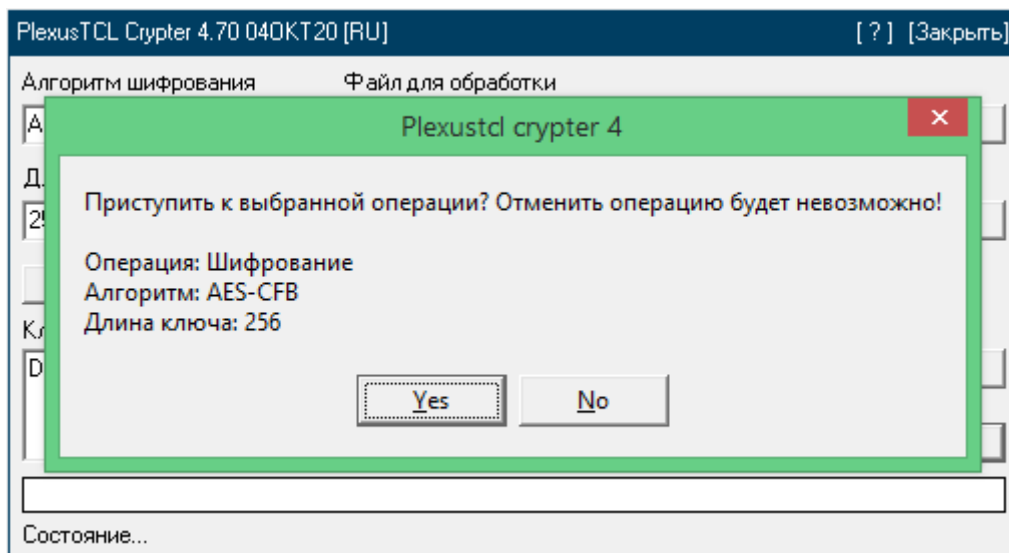 PlexusTCL Crypter 4.70 04OKT20 [RU] [ ? ] [Закрыть]
Алгоритм шифрования Файл для обработки
Plexustcl crypter 4
Приступить к выбранной операции? Отменить операцию будет невозможно!
Операция: Шифрование
Алгоритм: AES-CFB
Длина ключа: 256
Yes No
Состояние...